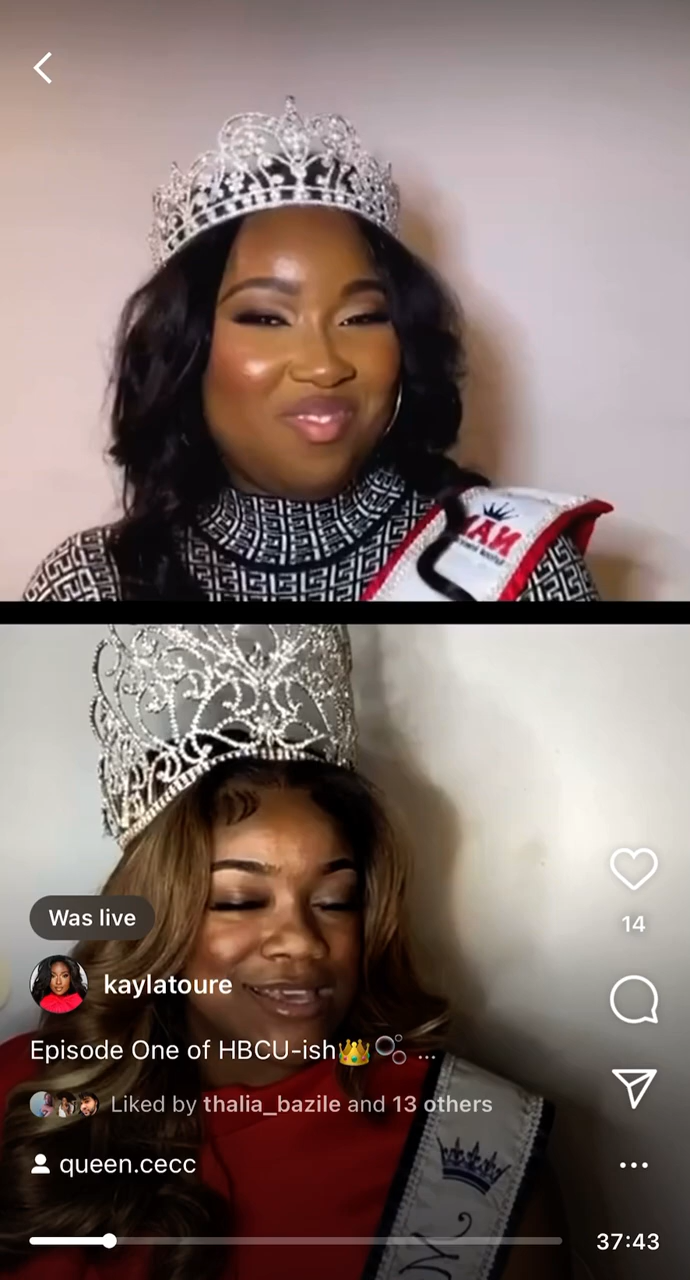 Was live
kaylatoure
Episode One of HBCU-ish👑🫧 ...
Liked by thalia_bazile and 13 others
queen.cecc
14
37:43